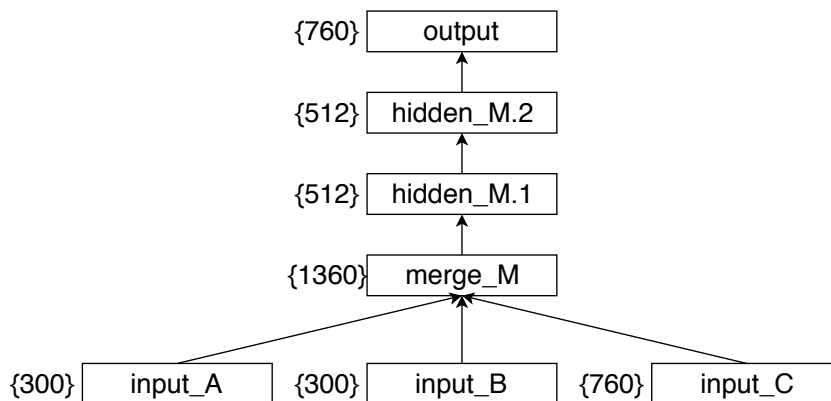 {760} output
{512} hidden_M.2
{512} hidden_M.1
{1360} merge_M
{300} input_A {300} input_B {760} input_C